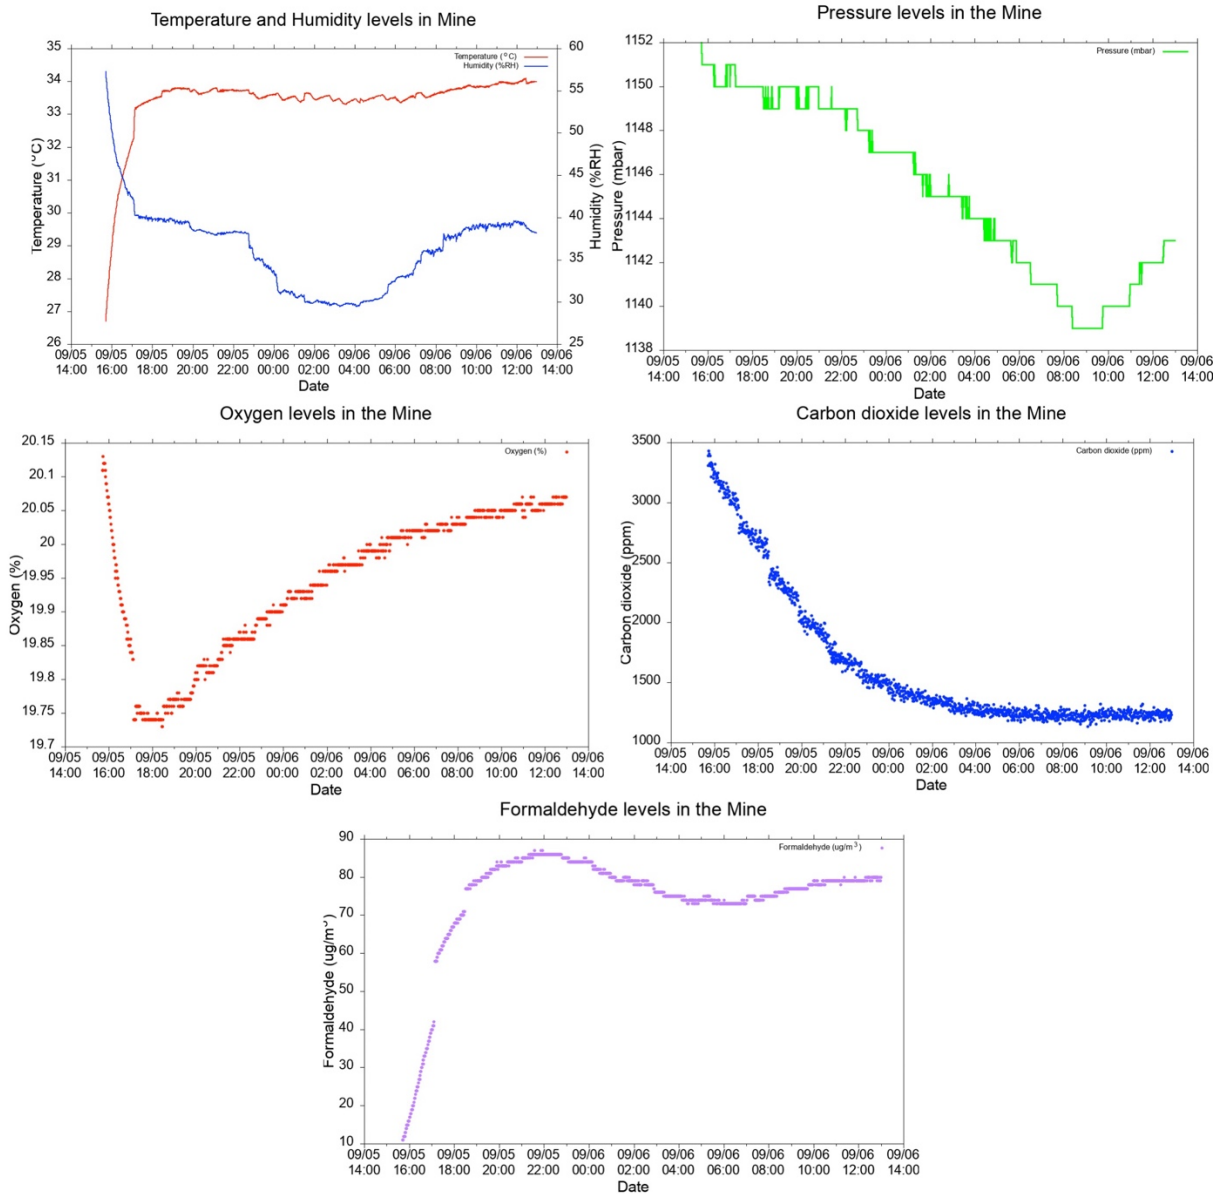 Temperature and Humidity levels in Mine
Temperature (°C)
Humidity (%RH)
35
34
33
32
31
30
29
28
27
26
60
55
50
45
40
35
30
25
Temperature (°C)
Humidity (%RH)
09/05 09/05 09/05 09/05 09/05 09/06 09/06 09/06 09/06 09/06 09/06 09/06 09/06
14:00 16:00 18:00 20:00 22:00 00:00 02:00 04:00 06:00 08:00 10:00 12:00 14:00
Date
Pressure levels in the Mine
Pressure (mbar)
1152
1150
1148
1146
1144
1142
1140
1138
Pressure (mbar)
09/05 09/05 09/05 09/05 09/05 09/06 09/06 09/06 09/06 09/06 09/06 09/06 09/06
14:00 16:00 18:00 20:00 22:00 00:00 02:00 04:00 06:00 08:00 10:00 12:00 14:00
Date
Oxygen levels in the Mine
Oxygen (%)
20.15
20.1
20.05
20
19.95
19.9
19.85
19.8
19.75
19.7
Oxygen (%)
09/05 09/05 09/05 09/05 09/05 09/06 09/06 09/06 09/06 09/06 09/06 09/06 09/06
14:00 16:00 18:00 20:00 22:00 00:00 02:00 04:00 06:00 08:00 10:00 12:00 14:00
Date
Carbon dioxide levels in the Mine
Carbon dioxide (ppm)
3500
3000
2500
2000
1500
1000
Carbon dioxide (ppm)
09/05 09/05 09/05 09/05 09/05 09/06 09/06 09/06 09/06 09/06 09/06 09/06 09/06
14:00 16:00 18:00 20:00 22:00 00:00 02:00 04:00 06:00 08:00 10:00 12:00 14:00
Date
Formaldehyde levels in the Mine
Formaldehyde (ug/m³)
90
80
70
60
50
40
30
20
10
Formaldehyde (ug/m³)
09/05 09/05 09/05 09/05 09/05 09/06 09/06 09/06 09/06 09/06 09/06 09/06 09/06
14:00 16:00 18:00 20:00 22:00 00:00 02:00 04:00 06:00 08:00 10:00 12:00 14:00
Date